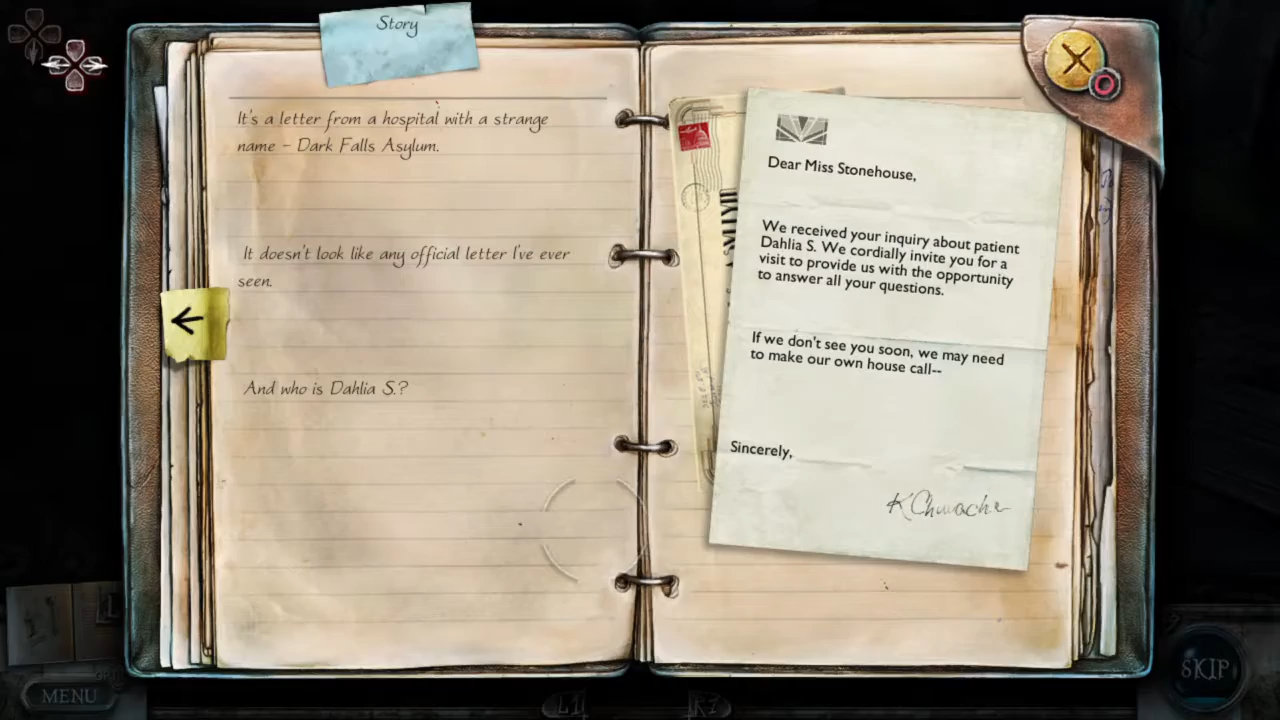 Story
It's a letter from a hospital with a strange
name - Dark Falls Asylum.
It doesn't look like any official letter I've ever
seen.
And who is Dahlia S.?
Dear Miss Stonehouse,
We received your inquiry about patient
Dahlia S. We cordially invite you for a
visit to provide us with the opportunity
to answer all your questions.
If we don't see you soon, we may need
to make our own house call--
Sincerely,
MENU
L1
SKIP